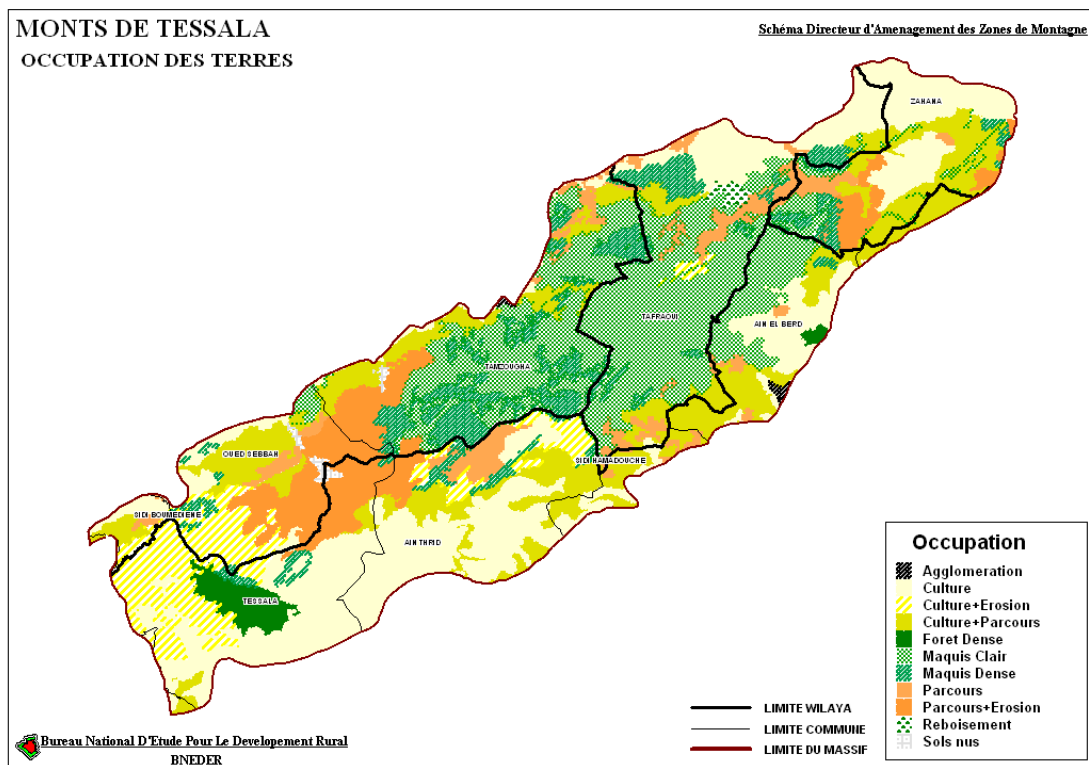 MONTS DE TESSALA
Schéma Directeur d'Amenagement des Zones de Montagne
OCCUPATION DES TERRES
ZAHANA
TAFRAOUI
AIN EL BERD
TAMZOUGHA
OUED SEBBAH
SIDI HAMADOUCHE
SIDI BOUMEDIENE
AIN THRID
TESSALA
Occupation
Agglomeration
Culture
Culture+Erosion
Culture+Parcours
Foret Dense
Maquis Clair
Maquis Dense
Parcours
Parcours+Erosion
Reboisement
Sols nus
LIMITE WILAYA
LIMITE COMMUNE
LIMITE DU MASSIF
Bureau National D'Etude Pour Le Developement Rural
BNEDER